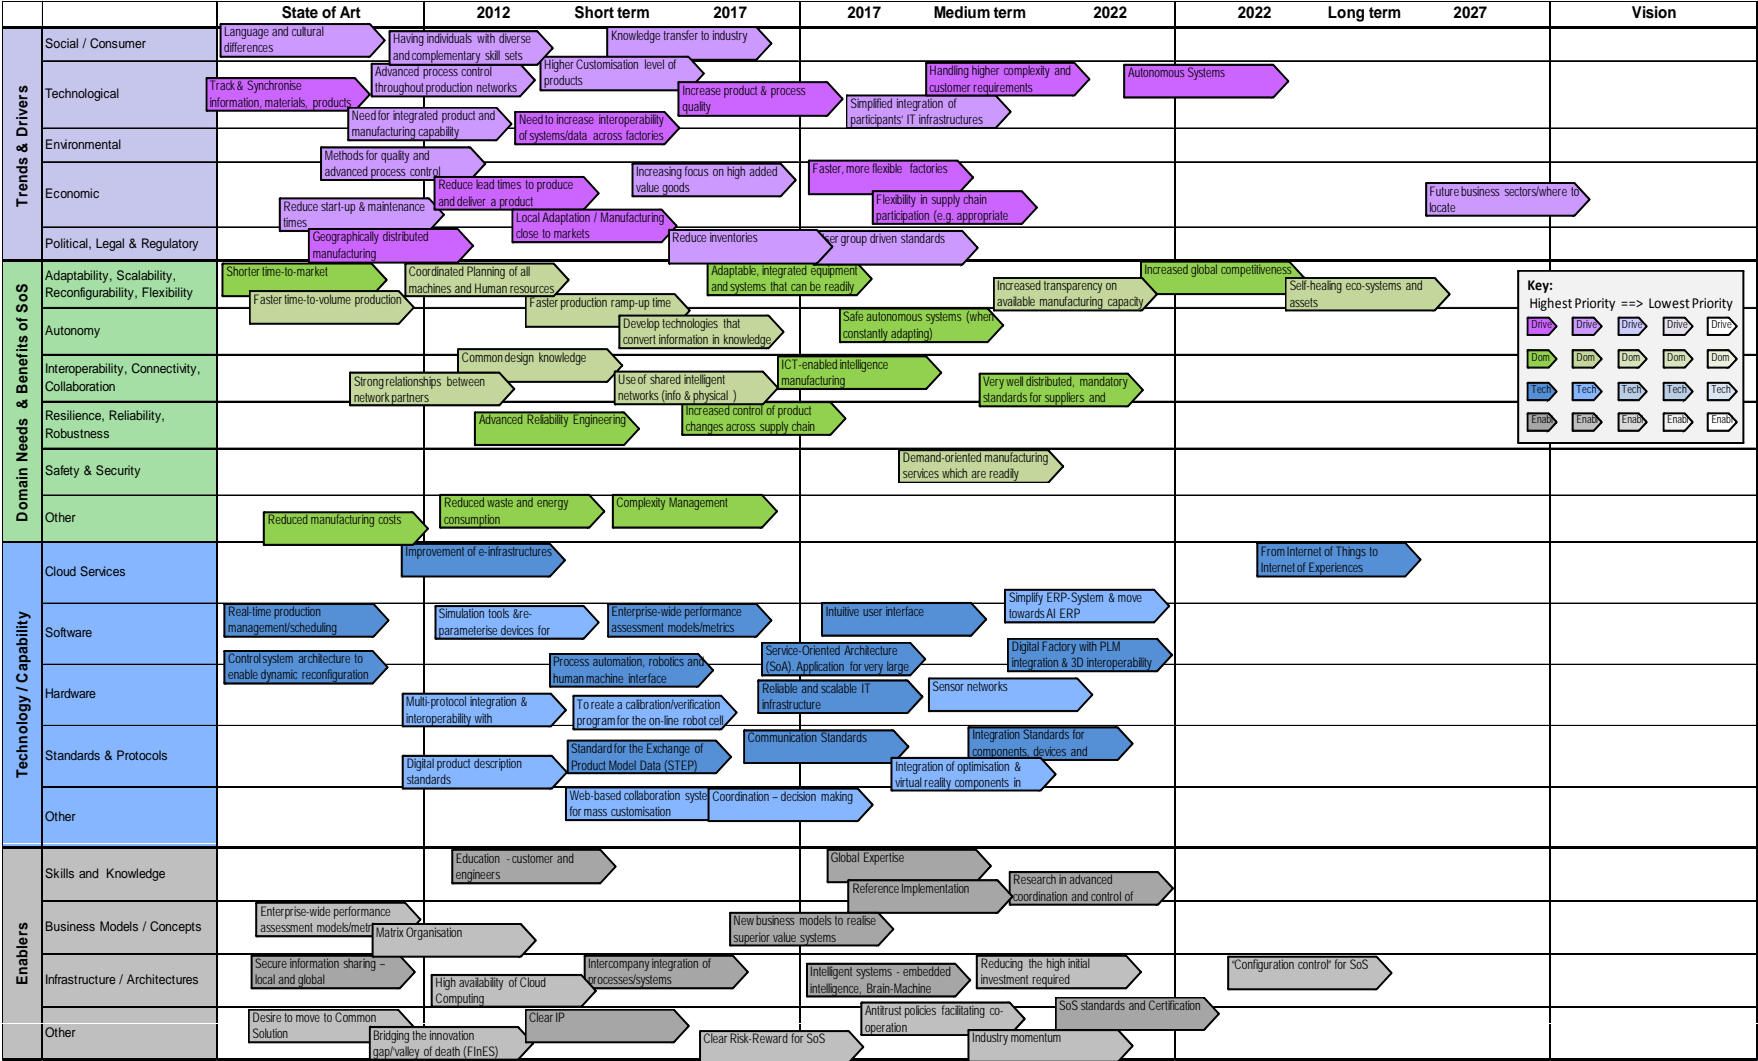 State of Art
2012
Short term
2017
2017
Medium term
2022
2022
Long term
2027
Vision
Trends & Drivers
Social / Consumer
Language and cultural
differences
Having individuals with diverse
and complementary skill sets
Knowledge transfer to industry
Technological
Track & Synchronise
information, materials, products
Advanced process control
throughout production networks
Higher Customisation level of
products
Increase product & process
quality
Need for integrated product and
manufacturing capability
Need to increase interoperability
of systems/data across factories
Simplified integration of
participants' IT infrastructures
Handling higher complexity and
customer requirements
Autonomous Systems
Environmental
Methods for quality and
advanced process control
Economic
Reduce lead times to produce
and deliver a product
Increasing focus on high added
value goods
Faster, more flexible factories
Flexibility in supply chain
participation (e.g. appropriate
Future business sectors/where to
locate
Reduce start-up & maintenance
times
Local Adaptation / Manufacturing
close to markets
Political, Legal & Regulatory
Geographically distributed
manufacturing
Reduce inventories
ser group driven standards
Domain Needs & Benefits of SoS
Adaptability, Scalability,
Reconfigurability, Flexibility
Shorter time-to-market
Faster time-to-volume production
Coordinated Planning of all
machines and Human resources
Faster production ramp-up time
Adaptable, integrated equipment
and systems that can be readily
Increased transparency on
available manufacturing capacity
Increased global competitiveness
Self-healing eco-systems and
assets
Autonomy
Develop technologies that
convert information in knowledge
Safe autonomous systems (when
constantly adapting)
Interoperability, Connectivity,
Collaboration
Common design knowledge
Strong relationships between
network partners
Use of shared intelligent
networks (info & physical )
ICT-enabled intelligence
manufacturing
Very well distributed, mandatory
standards for suppliers and
Resilience, Reliability,
Robustness
Advanced Reliability Engineering
Increased control of product
changes across supply chain
Safety & Security
Demand-oriented manufacturing
services which are readily
Other
Reduced manufacturing costs
Reduced waste and energy
consumption
Complexity Management
Key:
Highest Priority ==> Lowest Priority
Drive Drive Drive Drive Drive
Dom Dom Dom Dom Dom
Tech Tech Tech Tech Tech
Enabl Enabl Enabl Enabl Enabl
Technology / Capability
Cloud Services
Improvement of e-infrastructures
From Internet of Things to
Internet of Experiences
Software
Real-time production
management/scheduling
Simulation tools &re-
parameterise devices for
Enterprise-wide performance
assessment models/metrics
Intuitive user interface
Simplify ERP-System & move
towards AI ERP
Control system architecture to
enable dynamic reconfiguration
Process automation, robotics and
human machine interface
Service-Oriented Architecture
(SoA). Application for very large
Digital Factory with PLM
integration & 3D interoperability
Hardware
Multi-protocol integration &
interoperability with
To reate a calibration/verification
program for the on-line robot cell
Reliable and scalable IT
infrastructure
Sensor networks
Standards & Protocols
Digital product description
standards
Standard for the Exchange of
Product Model Data (STEP)
Communication Standards
Integration Standards for
components, devices and
Integration of optimisation &
virtual reality components in
Other
Web-based collaboration syste
for mass customisation
Coordination – decision making
Enablers
Skills and Knowledge
Education - customer and
engineers
Global Expertise
Reference Implementation
Research in advanced
coordination and control of
Business Models / Concepts
Enterprise-wide performance
assessment models/metr
Matrix Organisation
New business models to realise
superior value systems
Infrastructure / Architectures
Secure information sharing –
local and global
High availability of Cloud
Computing
Intercompany integration of
processes/systems
Intelligent systems - embedded
intelligence, Brain-Machine
Reducing the high initial
investment required
"Configuration control" for SoS
Other
Desire to move to Common
Solution
Bridging the innovation
gap/'valley of death (FInES)
Clear IP
Clear Risk-Reward for SoS
Antitrust policies facilitating co-
operation
Industry momentum
SoS standards and Certification